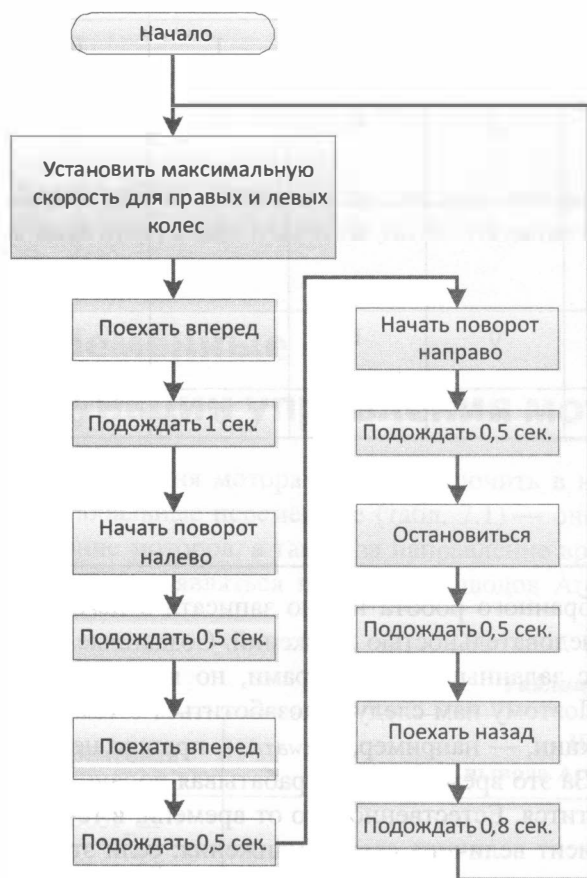 Начало
Установить максимальную
скорость для правых и левых
колес
Поехать вперед
Подождать 1 сек.
Начать поворот
налево
Подождать 0,5 сек.
Поехать вперед
Подождать 0,5 сек.
Начать поворот
направо
Подождать 0,5 сек.
Остановиться
Подождать 0,5 сек.
Поехать назад
Подождать 0,8 сек.